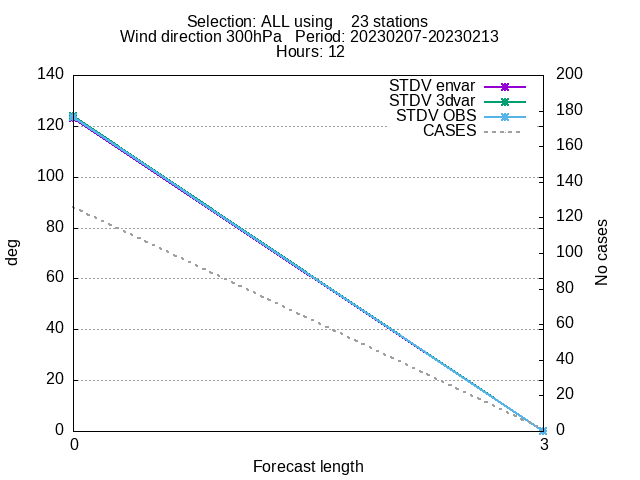 Selection: ALL using    23 stations
Wind direction 300hPa   Period: 20230207-20230213
Hours: 12
140
200
STDV envar
STDV 3dvar
180
STDV OBS
120
CASES
160
100
140
80
120
deg
No cases
100
60
80
40
60
40
20
20
0
0
0
3
Forecast length